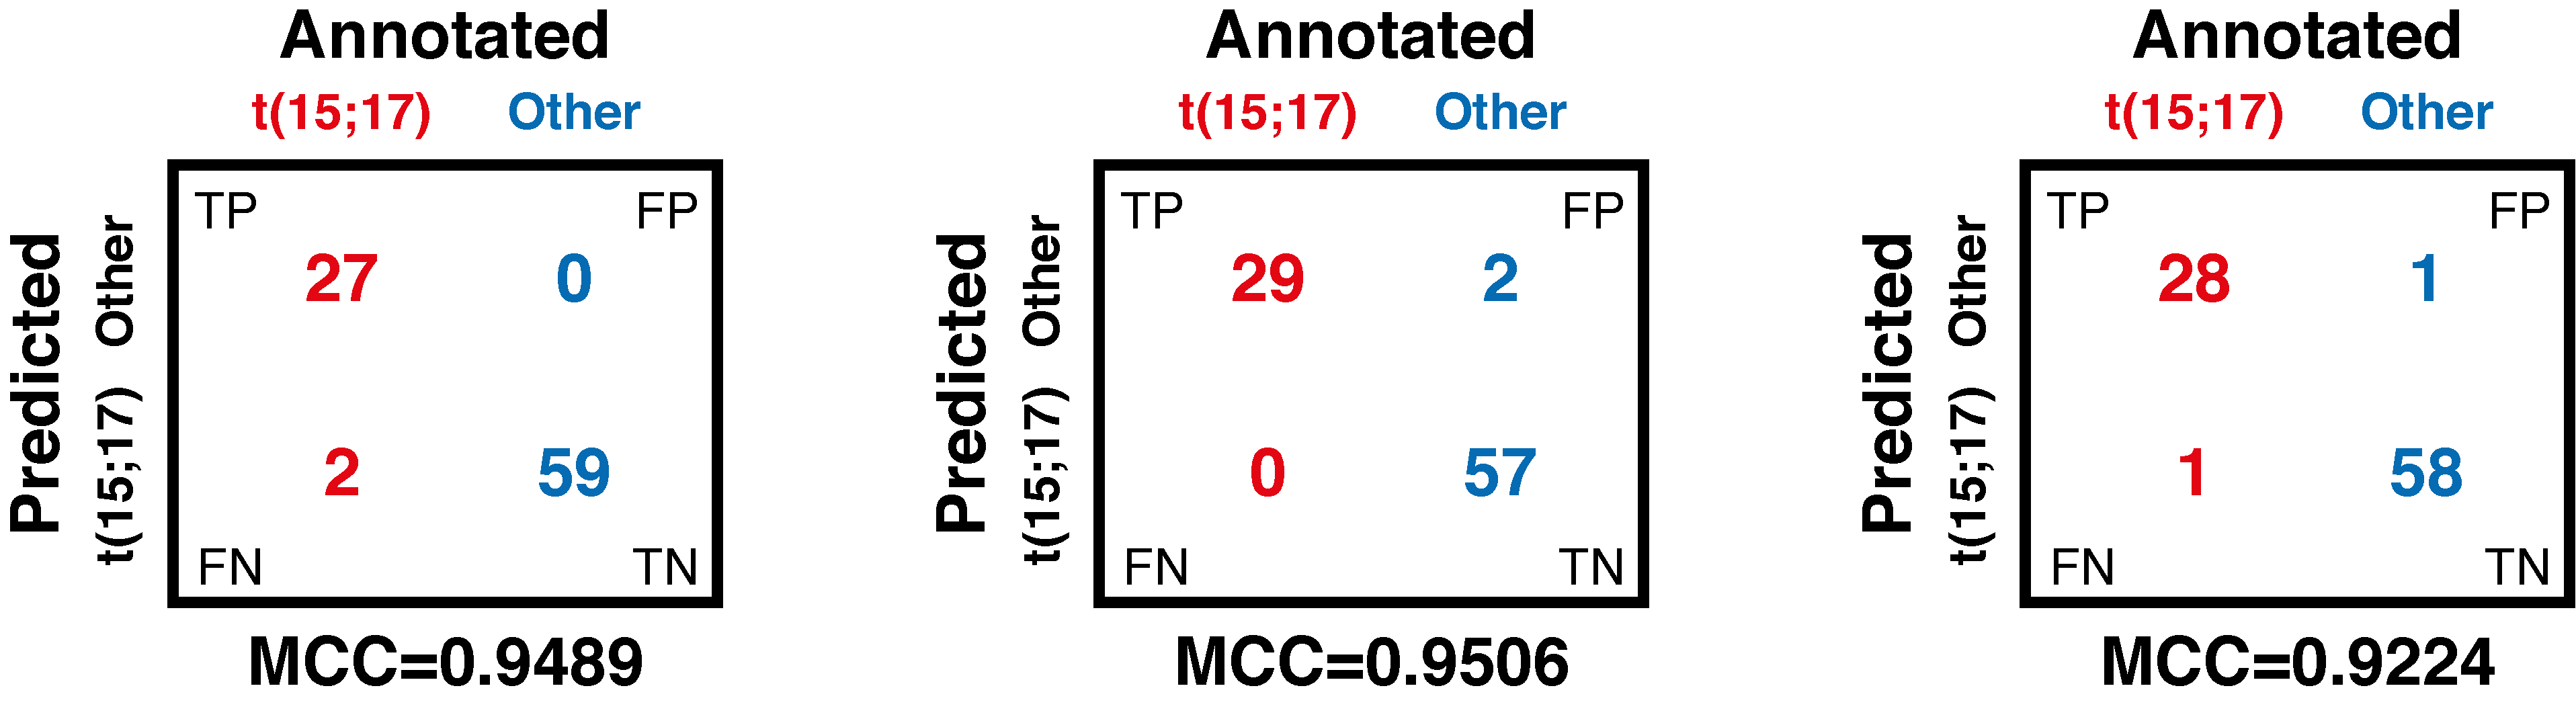 Annotated
t(15;17) Other
Predicted
t(15;17) Other
TP FP
27 0
2 59
FN TN
MCC=0.9489
Annotated
t(15;17) Other
Predicted
t(15;17) Other
TP FP
29 2
0 57
FN TN
MCC=0.9506
Annotated
t(15;17) Other
Predicted
t(15;17) Other
TP FP
28 1
1 58
FN TN
MCC=0.9224